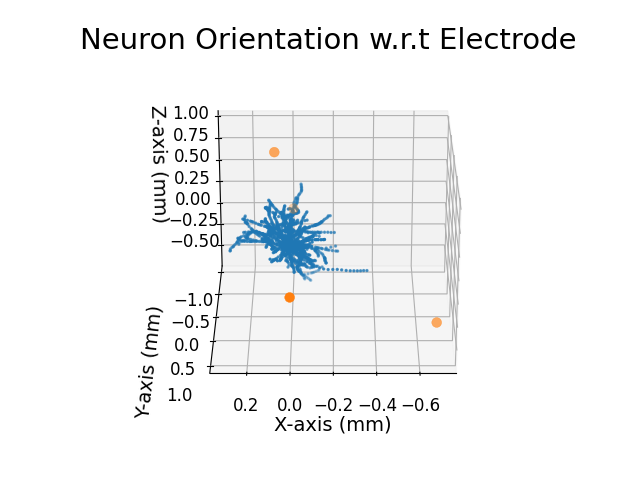 Neuron Orientation w.r.t Electrode
Z-axis (mm)
1.00
0.75
0.50
0.25
0.00
−0.25
−0.50
Y-axis (mm)
−1.0
−0.5
0.0
0.5
1.0
0.2 0.0 −0.2 −0.4 −0.6
X-axis (mm)